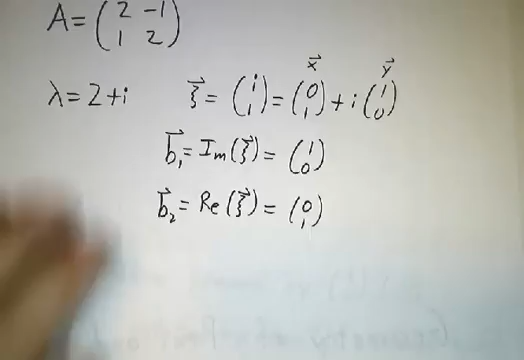 A = ( 2 -1
1 2 )
x⃗ y⃗
λ = 2+i ξ⃗ = (i 1) = (0 1) + i (1 0)
b⃗₁ = Im(ξ⃗) = (1 0)
b⃗₂ = Re(ξ⃗) = (0 1)